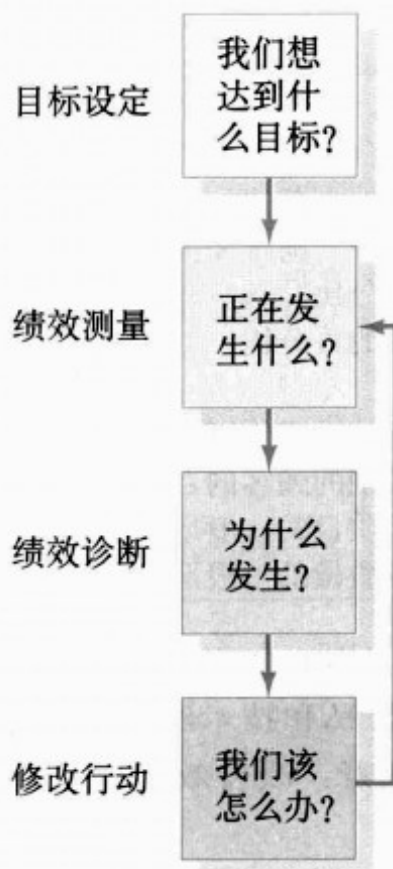 目标设定
我们想
达到什
么目标?
绩效测量
正在发
生什么?
绩效诊断
为什么
发生?
修改行动
我们该
怎么办?